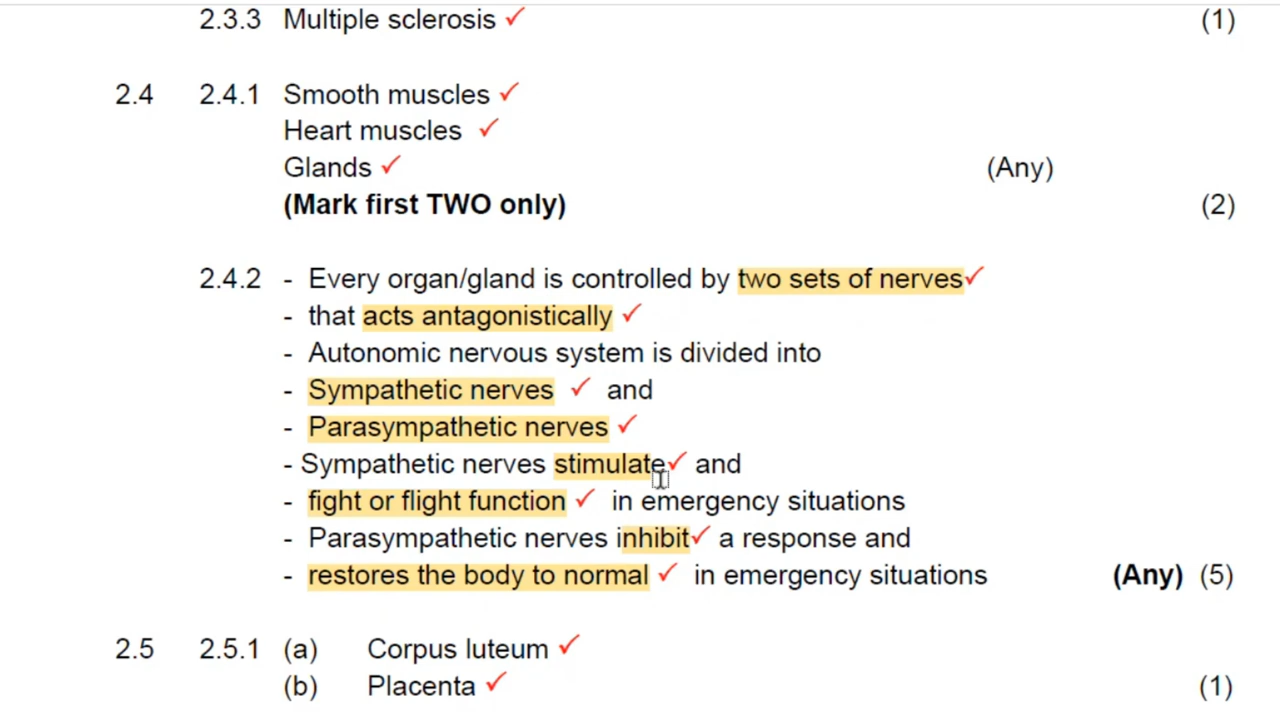 2.3.3 Multiple sclerosis ✓ (1)
2.4 2.4.1 Smooth muscles ✓
Heart muscles ✓
Glands ✓ (Any)
(Mark first TWO only) (2)
2.4.2 - Every organ/gland is controlled by two sets of nerves✓
- that acts antagonistically ✓
- Autonomic nervous system is divided into
- Sympathetic nerves ✓ and
- Parasympathetic nerves ✓
- Sympathetic nerves stimulate✓ and
- fight or flight function ✓ in emergency situations
- Parasympathetic nerves inhibit✓ a response and
- restores the body to normal ✓ in emergency situations (Any) (5)
2.5 2.5.1 (a) Corpus luteum ✓
(b) Placenta ✓ (1)